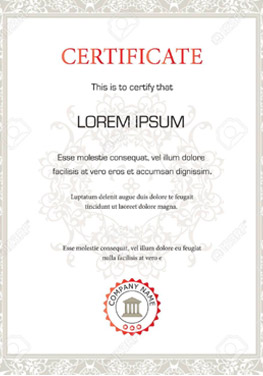 CERTIFICATE
This is to certify that
LOREM IPSUM
Esse molestie consequat, vel illum dolore
facilisis at vero eros et accumsan dignissim.
Luptatum delenit augue duis dolore te feugait
tincidunt ut laoreet dolore magna.
Esse molestie consequat, vel illum dolore eu feugiat
nulla facilisis at vero e
COMPANY NAME